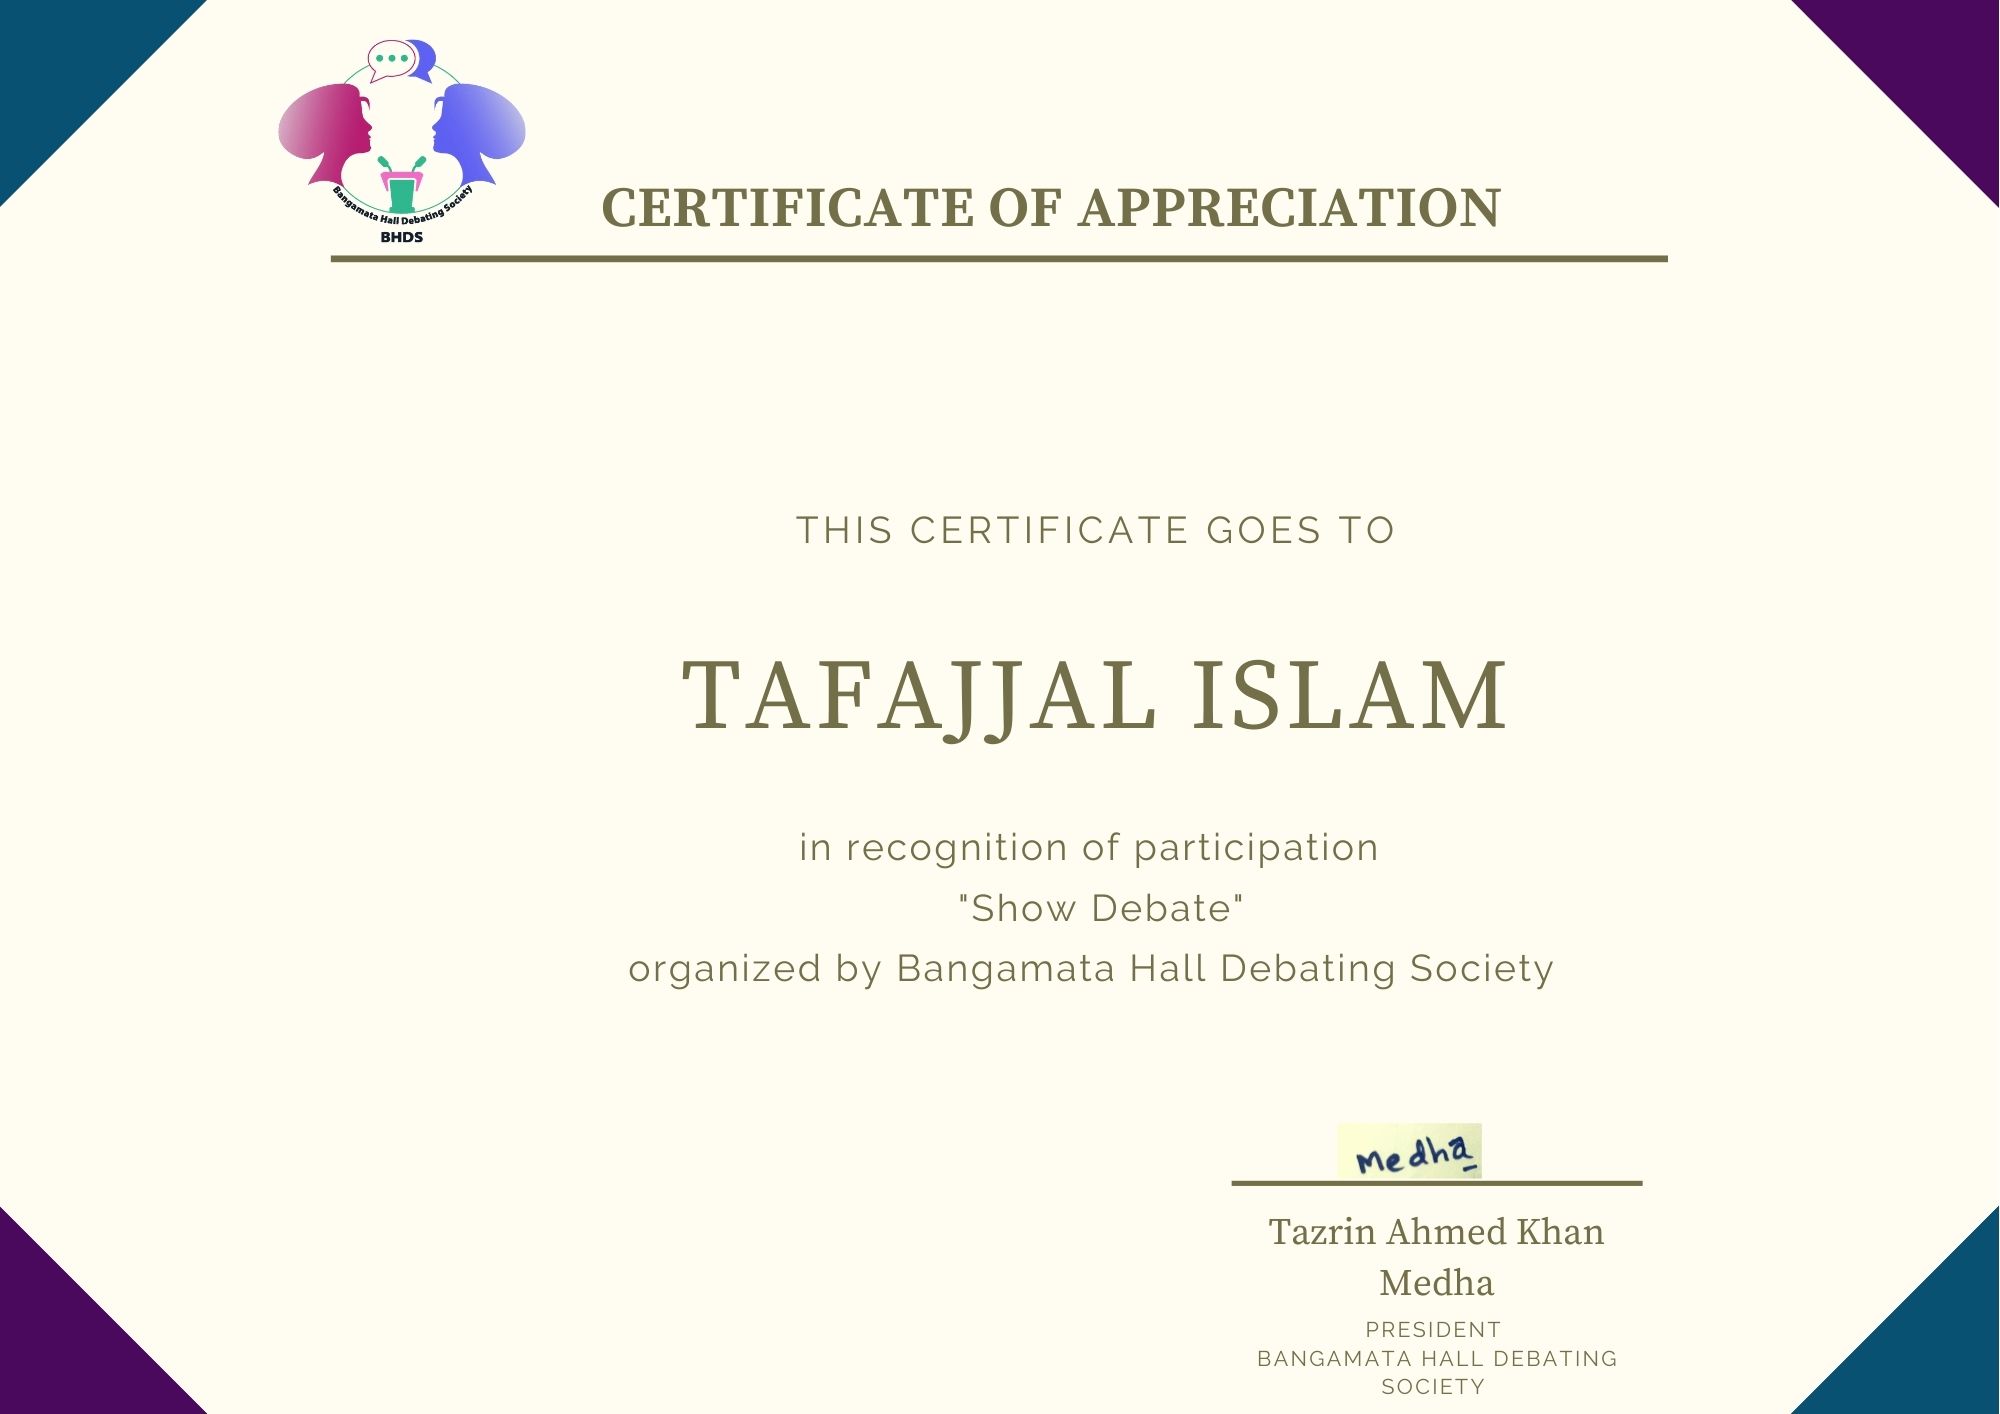 Bangamata Hall Debating Society
BHDS
CERTIFICATE OF APPRECIATION
THIS CERTIFICATE GOES TO
TAFAJJAL ISLAM
in recognition of participation
"Show Debate"
organized by Bangamata Hall Debating Society
Medha
Tazrin Ahmed Khan
Medha
PRESIDENT
BANGAMATA HALL DEBATING
SOCIETY